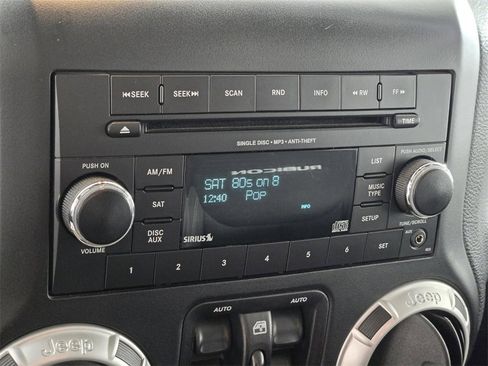 ⏮SEEK SEEK⏭ SCAN RND INFO ◀◀ RW FF ▶▶
TIME
SINGLE DISC • MP3 • ANTI-THEFT
PUSH ON
VOLUME
AM/FM
SAT
DISC
AUX
RUBICON
SAT 80s on 8
12:40 Pop
INFO
SIRIUS
PUSH AUDIO/SELECT
LIST
MUSIC
TYPE
SETUP
TUNE/SCROLL
AUX
1 2 3 4 5 6 SET
AUTO AUTO
Jeep
Jeep